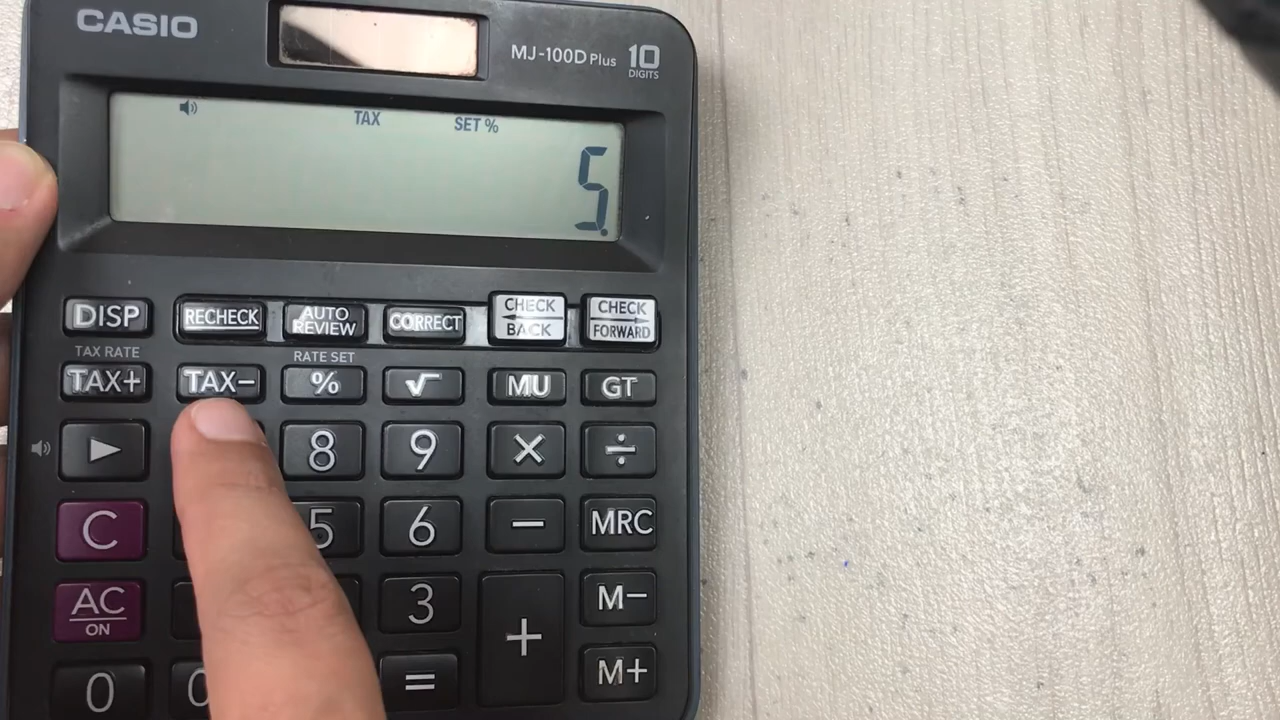 CASIO
MJ-100D Plus 10 DIGITS
TAX SET %
5.
DISP RECHECK AUTO REVIEW CORRECT CHECK BACK CHECK FORWARD
TAX RATE RATE SET
TAX+ TAX− % √ MU GT
▶ 8 9 × ÷
C 5 6 − MRC
AC ON 3 + M−
0 0 = M+